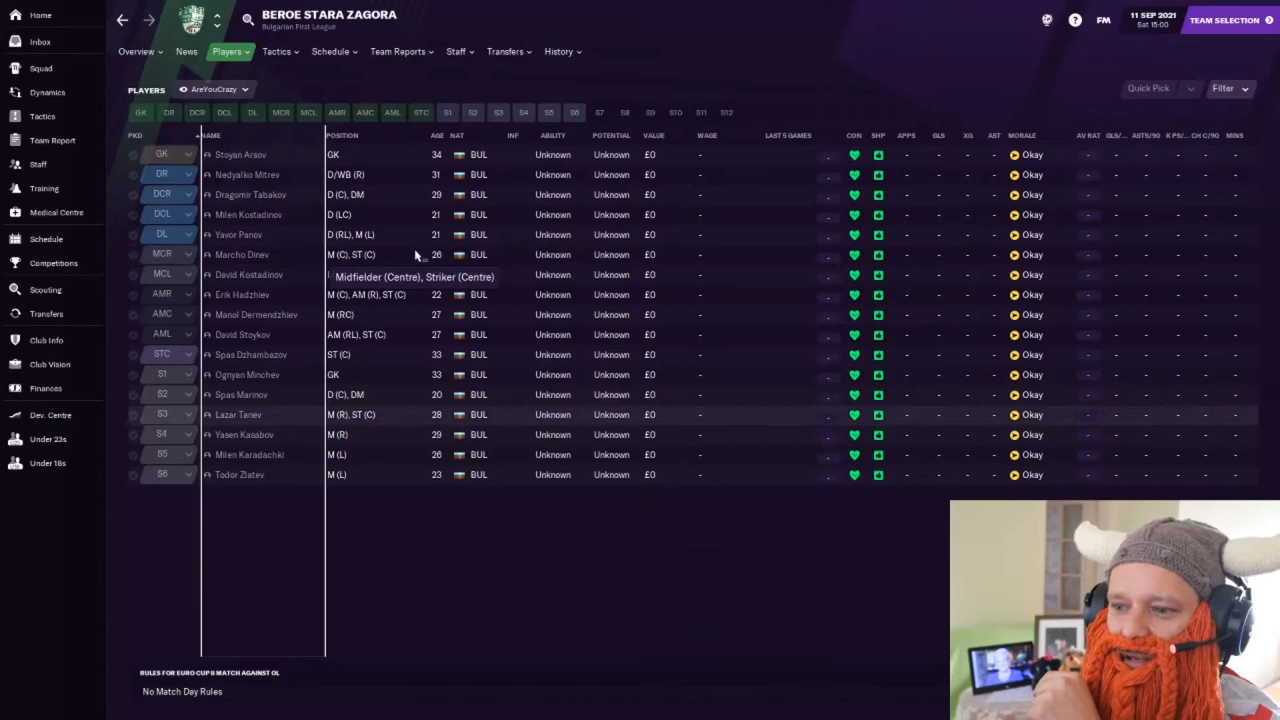 Home
Inbox
Squad
Dynamics
Tactics
Team Report
Staff
Training
Medical Centre
Schedule
Competitions
Scouting
Transfers
Club Info
Club Vision
Finances
Dev. Centre
Under 23s
Under 18s
BEROE STARA ZAGORA
Bulgarian First League
FM 11 SEP 2021 Sat 15:00 TEAM SELECTION
Overview News Players Tactics Schedule Team Reports Staff Transfers History
PLAYERS AreYouCrazy Quick Pick Filter
GK DR DCR DCL DL MCR MCL AMR AMC AML STC S1 S2 S3 S4 S5 S6 S7 S8 S9 S10 S11 S12
PKD NAME POSITION AGE NAT INF ABILITY POTENTIAL VALUE WAGE LAST 5 GAMES CON SHP APPS GLS XG AST MORALE AV RAT GLS/... ASTS/90 K PS/... CH C/90 MINS
GK Stoyan Arsov GK 34 BUL Unknown Unknown £0 - - - - - - Okay - - - - - -
DR Nedyalko Mitrev D/WB (R) 31 BUL Unknown Unknown £0 - - - - - - Okay - - - - - -
DCR Dragomir Tabakov D (C), DM 29 BUL Unknown Unknown £0 - - - - - - Okay - - - - - -
DCL Milen Kostadinov D (LC) 21 BUL Unknown Unknown £0 - - - - - - Okay - - - - - -
DL Yavor Panov D (RL), M (L) 21 BUL Unknown Unknown £0 - - - - - - Okay - - - - - -
MCR Marcho Dinev M (C), ST (C) 26 BUL Unknown Unknown £0 - - - - - - Okay - - - - - -
MCL David Kostadinov BUL Unknown Unknown £0 - - - - - - Okay - - - - - -
Midfielder (Centre), Striker (Centre)
AMR Erik Hadzhiev M (C), AM (R), ST (C) 22 BUL Unknown Unknown £0 - - - - - - Okay - - - - - -
AMC Manol Dermendzhiev M (RC) 27 BUL Unknown Unknown £0 - - - - - - Okay - - - - - -
AML David Stoykov AM (RL), ST (C) 27 BUL Unknown Unknown £0 - - - - - - Okay - - - - - -
STC Spas Dzhambazov ST (C) 33 BUL Unknown Unknown £0 - - - - - - Okay - - - - - -
S1 Ognyan Minchev GK 33 BUL Unknown Unknown £0 - - - - - - Okay - - - - - -
S2 Spas Marinov D (C), DM 20 BUL Unknown Unknown £0 - - - - - - Okay - - - - - -
S3 Lazar Tanev M (R), ST (C) 28 BUL Unknown Unknown £0 - - - - - - Okay - - - - - -
S4 Yasen Kasabov M (R) 29 BUL Unknown Unknown £0 - - - - - - Okay - - - - - -
S5 Milen Karadachki M (L) 26 BUL Unknown Unknown £0 - - - - - - Okay - - - - - -
S6 Todor Zlatev M (L) 23 BUL Unknown Unknown £0 - - - - - - Okay - - - - - -
RULES FOR EURO CUP II MATCH AGAINST OL
No Match Day Rules